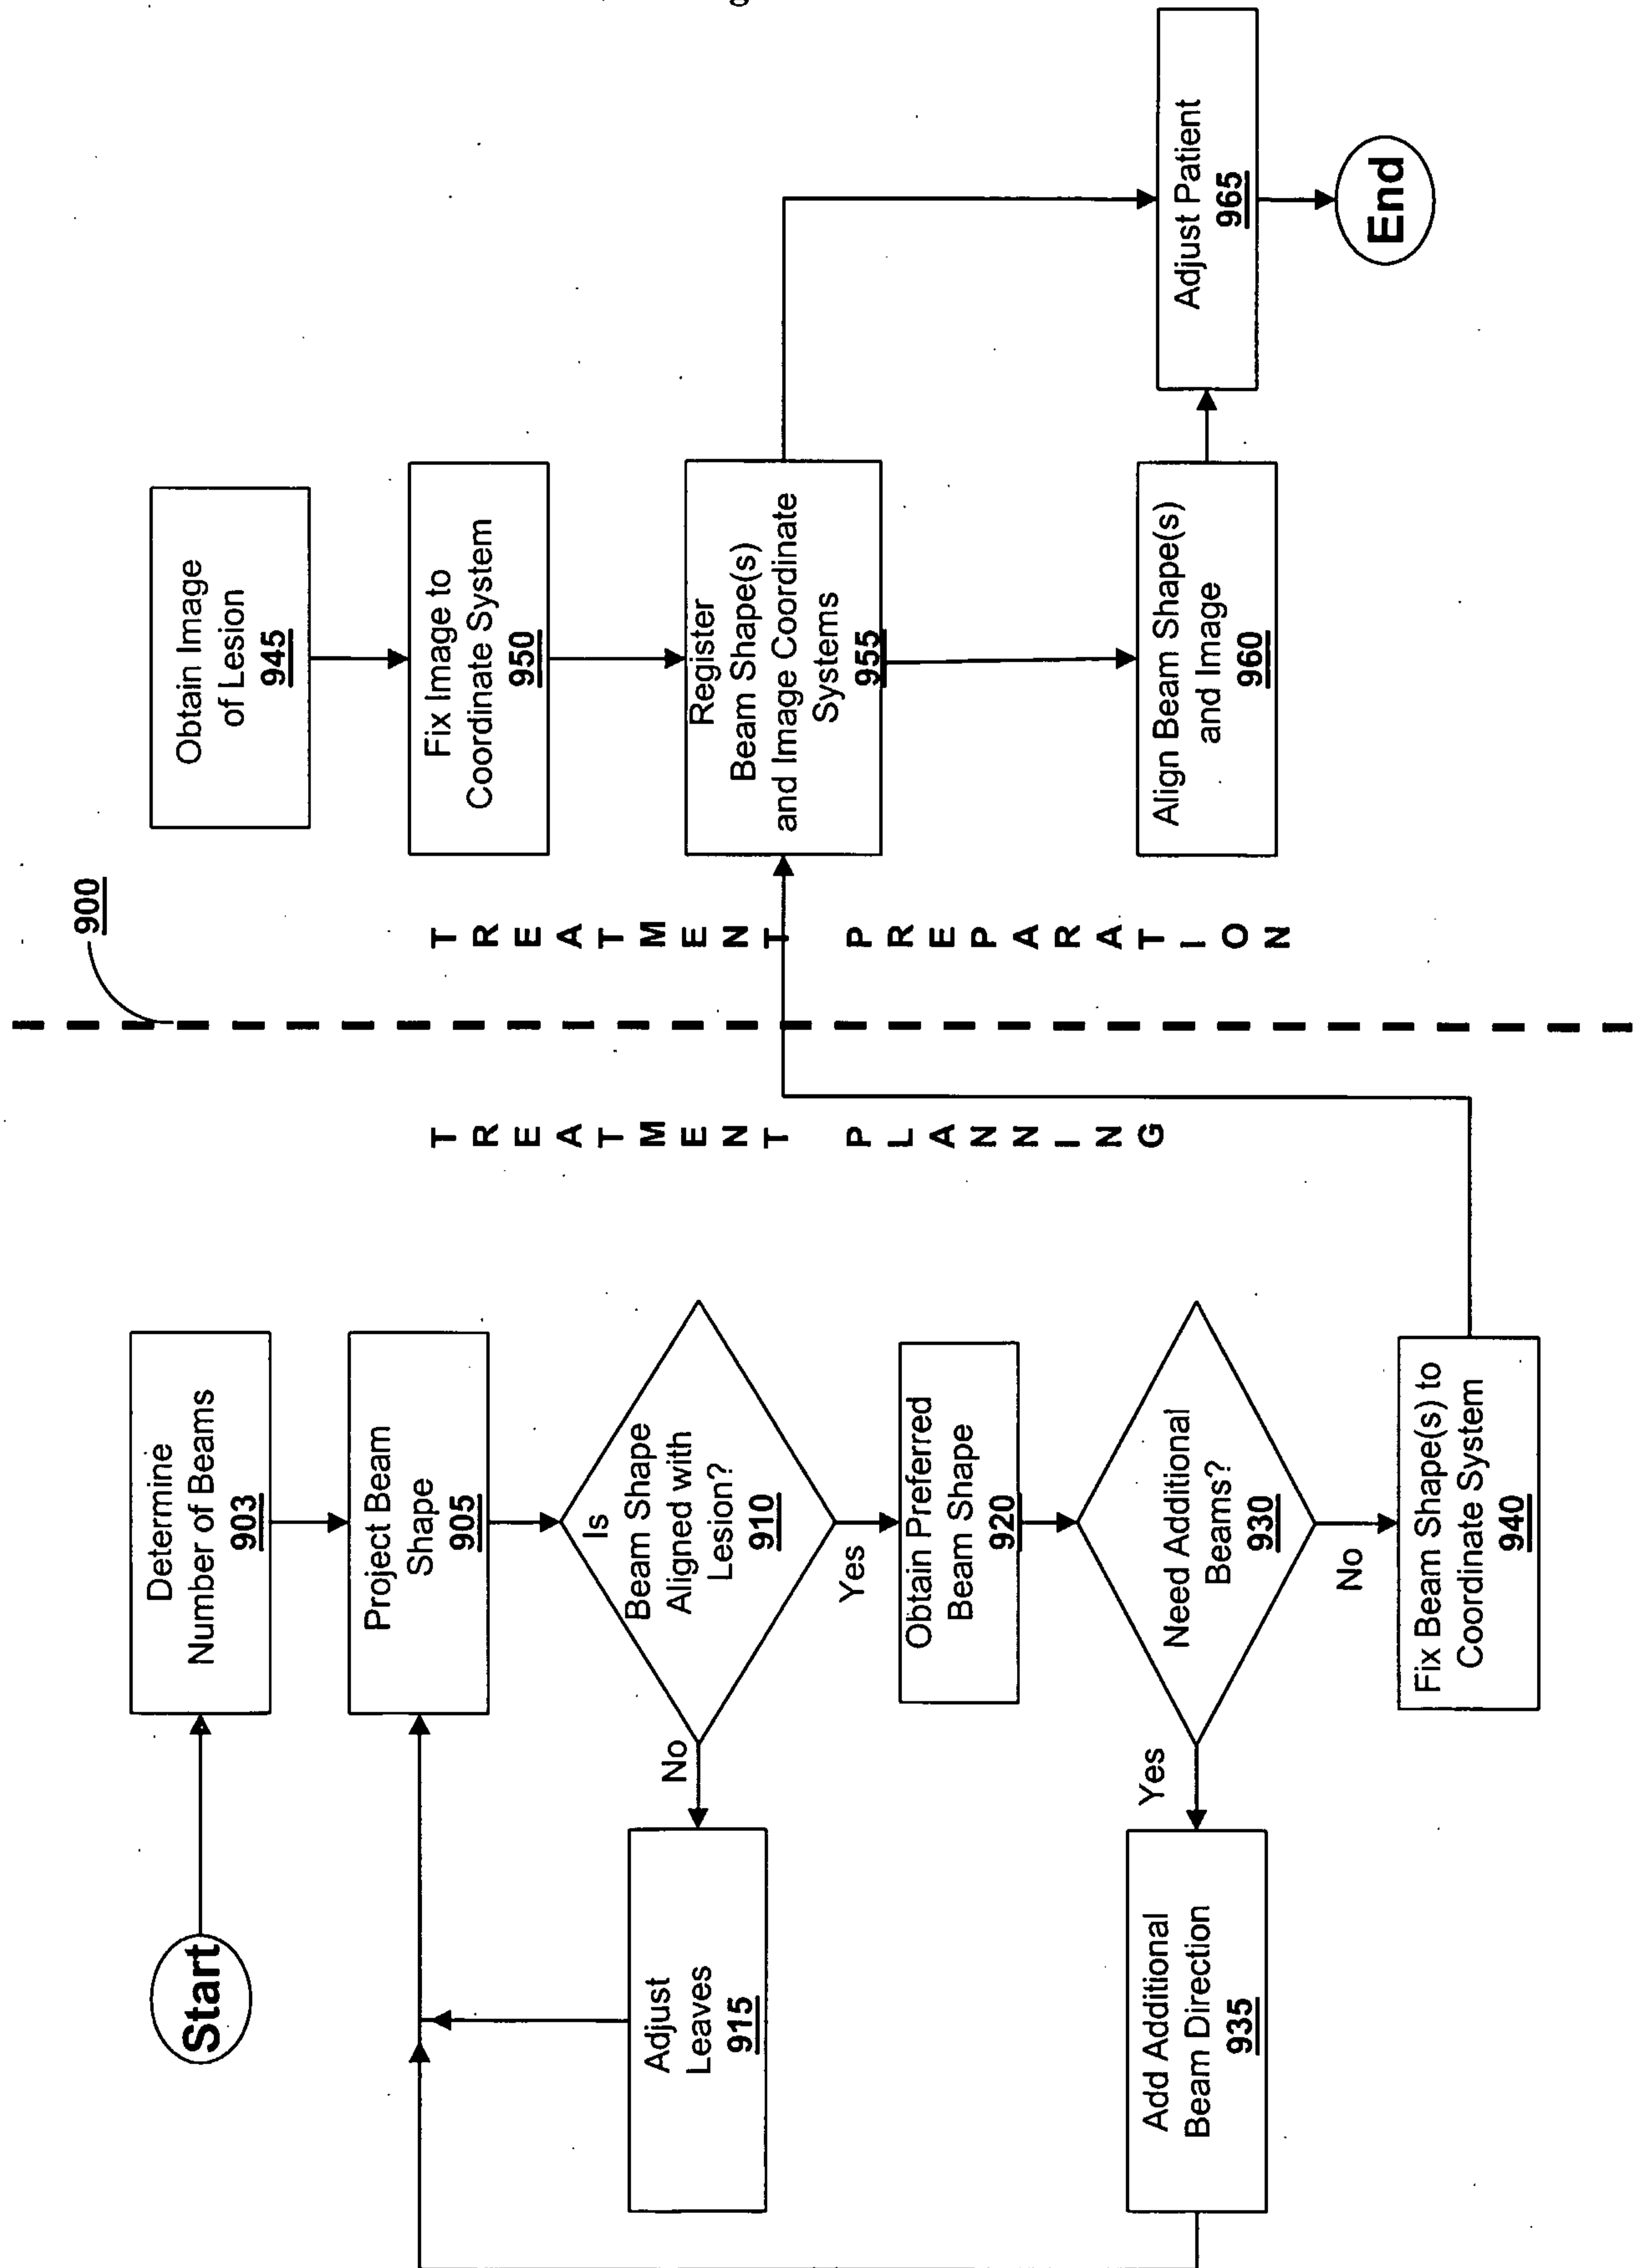 900
Start
Determine
Number of Beams
903
Project Beam
Shape
905
Is
Beam Shape
Aligned with
Lesion?
910
No
Adjust
Leaves
915
Yes
Obtain Preferred
Beam Shape
920
Need Additional
Beams?
930
Yes
Add Additional
Beam Direction
935
No
Fix Beam Shape(s) to
Coordinate System
940
TREATMENT PLANNING
TREATMENT PREPARATION
Obtain Image
of Lesion
945
Fix Image to
Coordinate System
950
Register
Beam Shape(s)
and Image Coordinate
Systems
955
Align Beam Shape(s)
and Image
960
Adjust Patient
965
End